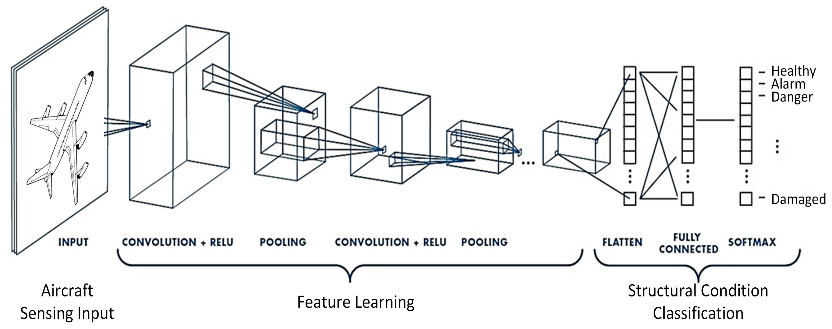 Healthy
Alarm
Danger
Damaged
INPUT
CONVOLUTION + RELU
POOLING
CONVOLUTION + RELU
POOLING
FLATTEN
FULLY
CONNECTED
SOFTMAX
Aircraft
Sensing Input
Feature Learning
Structural Condition
Classification